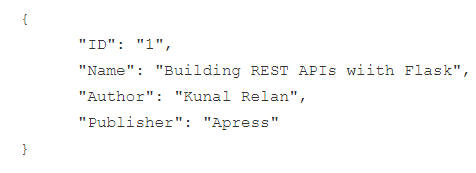 {
"ID": "1",
"Name": "Building REST APIs wiith Flask",
"Author": "Kunal Relan",
"Publisher": "Apress"
}